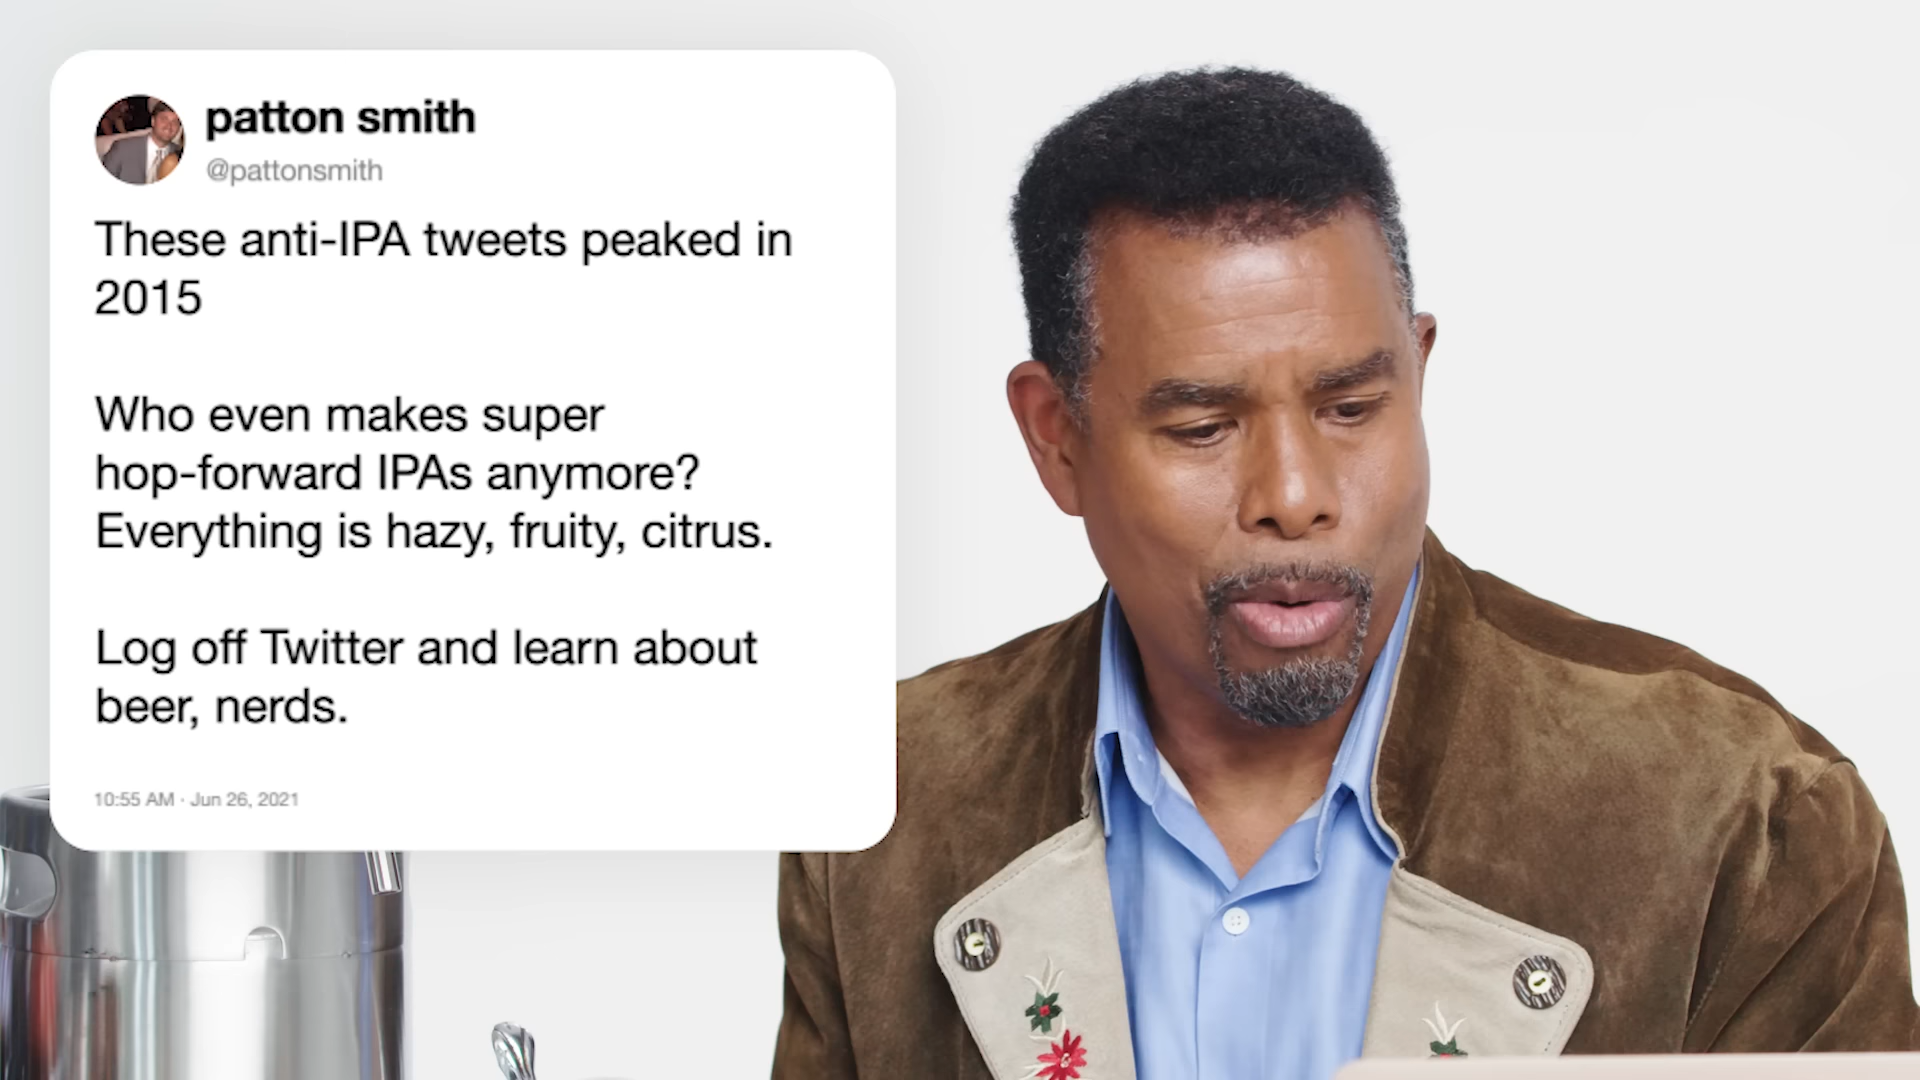 patton smith
@pattonsmith
These anti-IPA tweets peaked in
2015
Who even makes super
hop-forward IPAs anymore?
Everything is hazy, fruity, citrus.
Log off Twitter and learn about
beer, nerds.
10:55 AM · Jun 26, 2021